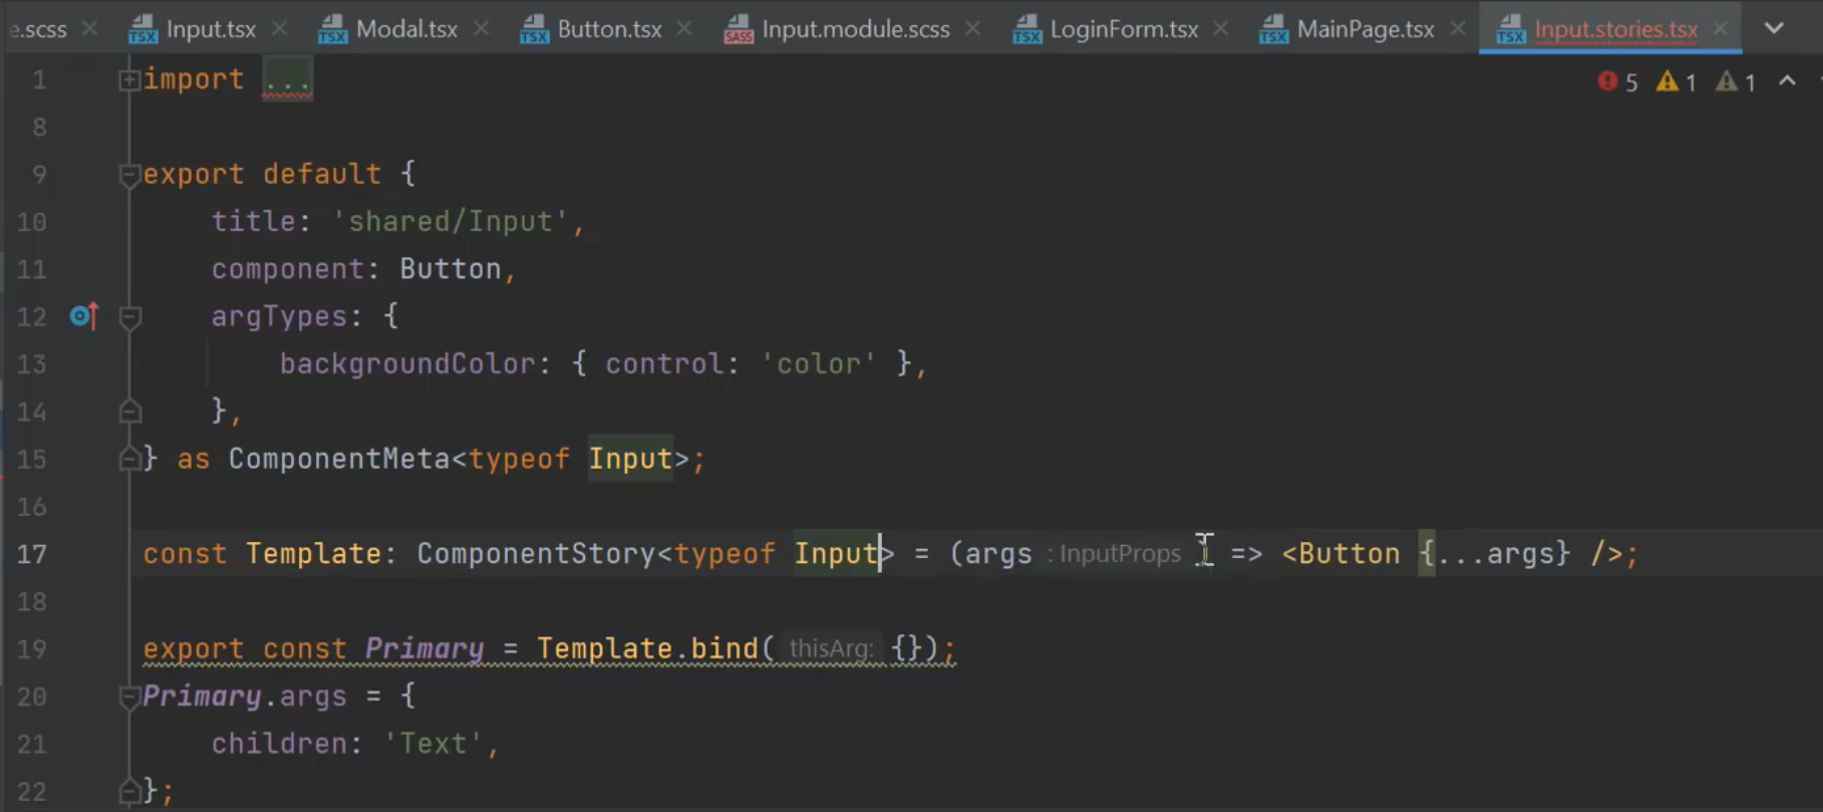 e.scss Input.tsx Modal.tsx Button.tsx Input.module.scss LoginForm.tsx MainPage.tsx Input.stories.tsx
1 import ... 5 1 1
8
9 export default {
10 title: 'shared/Input',
11 component: Button,
12 argTypes: {
13 backgroundColor: { control: 'color' },
14 },
15 } as ComponentMeta<typeof Input>;
16
17 const Template: ComponentStory<typeof Input> = (args : InputProps ) => <Button {...args} />;
18
19 export const Primary = Template.bind( thisArg: {});
20 Primary.args = {
21 children: 'Text',
22 };